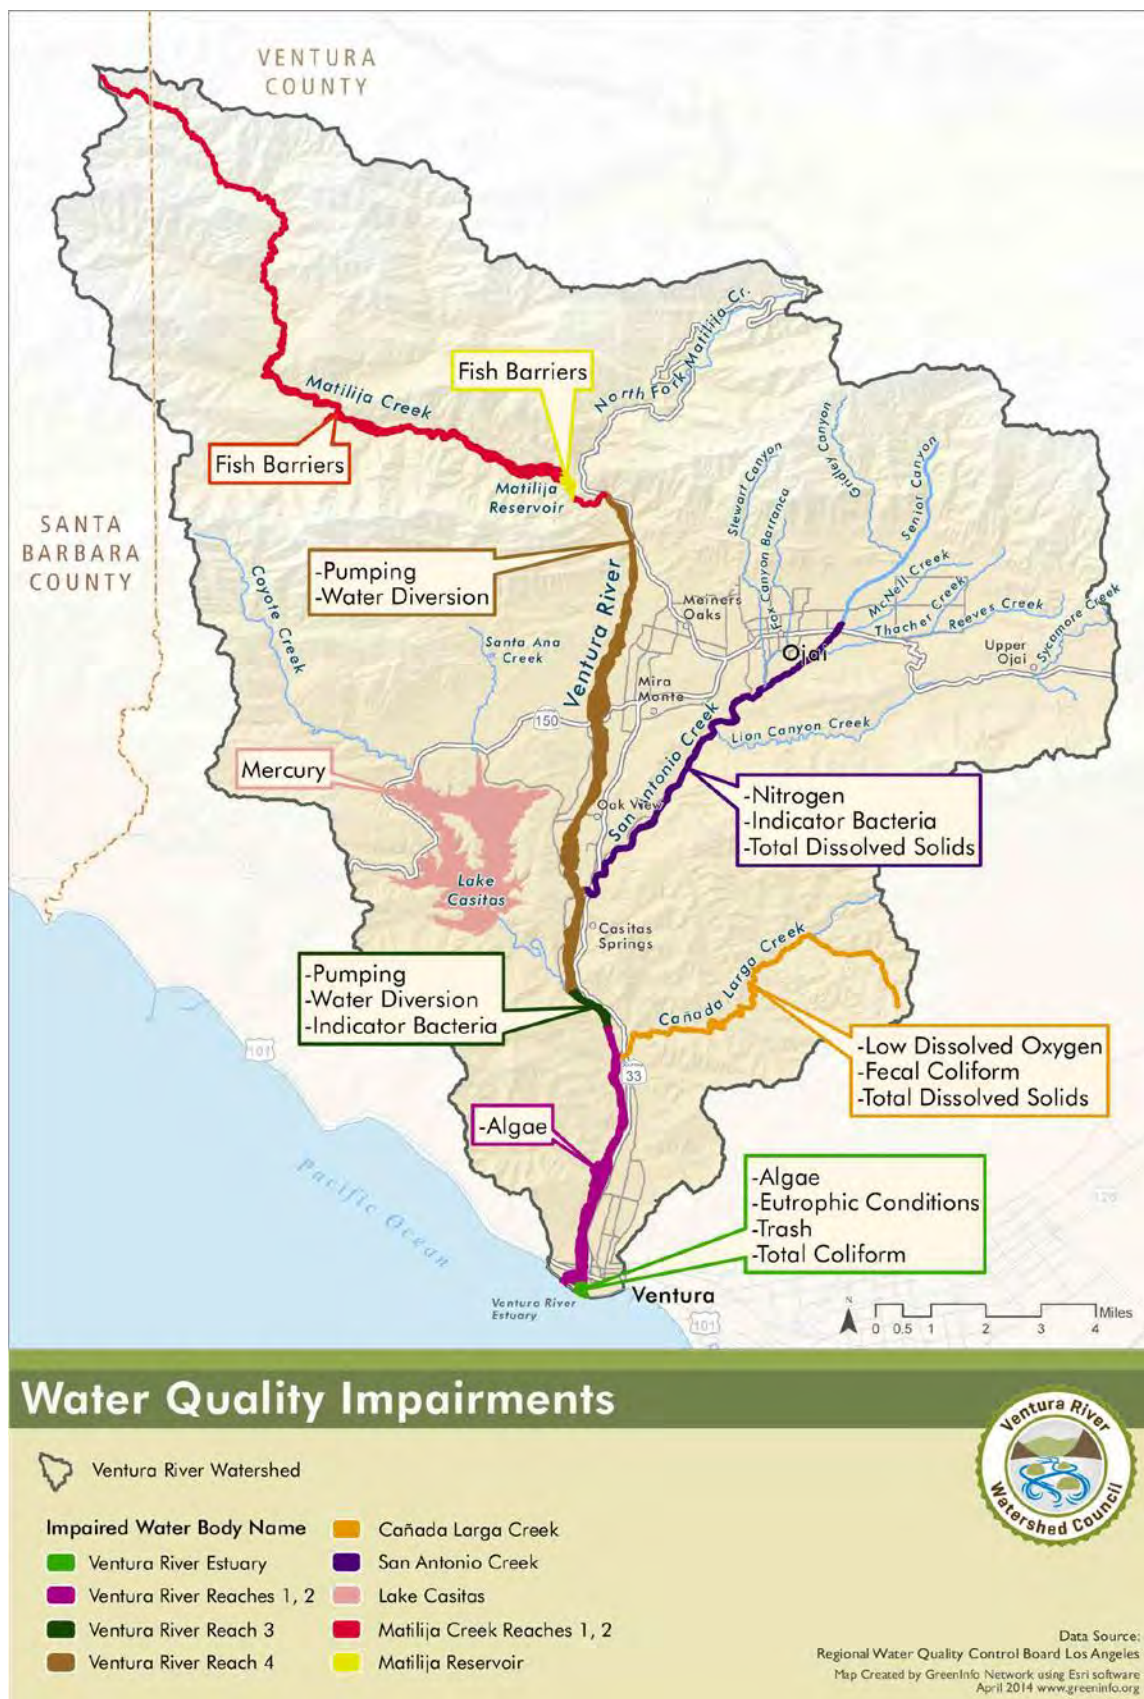 VENTURA
COUNTY
North Fork Matilija Cr.
Fish Barriers
Matilija Creek
Fish Barriers
Gridley Canyon
Senior Canyon
Stewart Canyon
Fox Canyon Barranca
Matilija
Reservoir
SANTA
BARBARA
COUNTY
-Pumping
-Water Diversion
Coyote Creek
Ventura River
Meiners
Oaks
McNell Creek
Thacher Creek
Reeves Creek
Sycamore Creek
Santa Ana
Creek
Ojai
Upper
Ojai
Mira
Monte
150
San Antonio Creek
Lion Canyon Creek
Mercury
-Nitrogen
-Indicator Bacteria
-Total Dissolved Solids
Oak View
Lake
Casitas
Casitas
Springs
Cañada Larga Creek
-Pumping
-Water Diversion
-Indicator Bacteria
101
-Low Dissolved Oxygen
-Fecal Coliform
-Total Dissolved Solids
33
-Algae
Pacific Ocean
-Algae
-Eutrophic Conditions
-Trash
-Total Coliform
126
Ventura River
Estuary
Ventura
101
N
Miles
0 0.5 1 2 3 4
Water Quality Impairments
Ventura River Watershed
Impaired Water Body Name
Ventura River Estuary
Ventura River Reaches 1, 2
Ventura River Reach 3
Ventura River Reach 4
Cañada Larga Creek
San Antonio Creek
Lake Casitas
Matilija Creek Reaches 1, 2
Matilija Reservoir
Ventura River
Watershed Council
Data Source:
Regional Water Quality Control Board Los Angeles
Map Created by GreenInfo Network using Esri software
April 2014 www.greeninfo.org